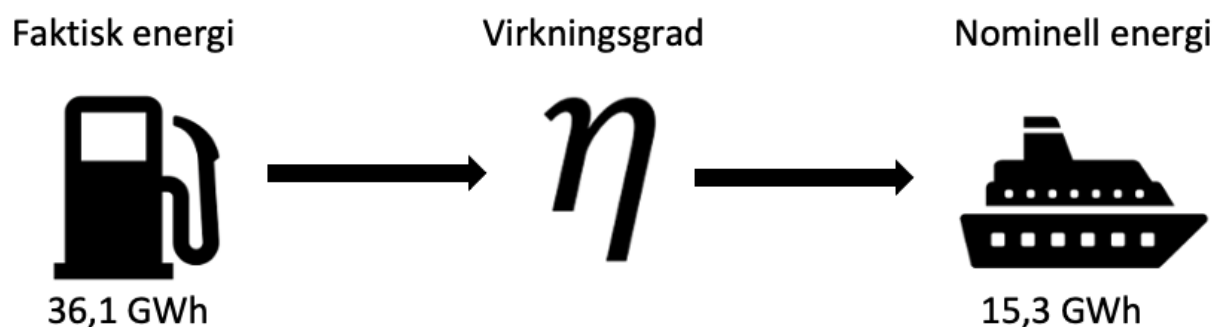 Faktisk energi
Virkningsgrad
Nominell energi
η
36,1 GWh
15,3 GWh